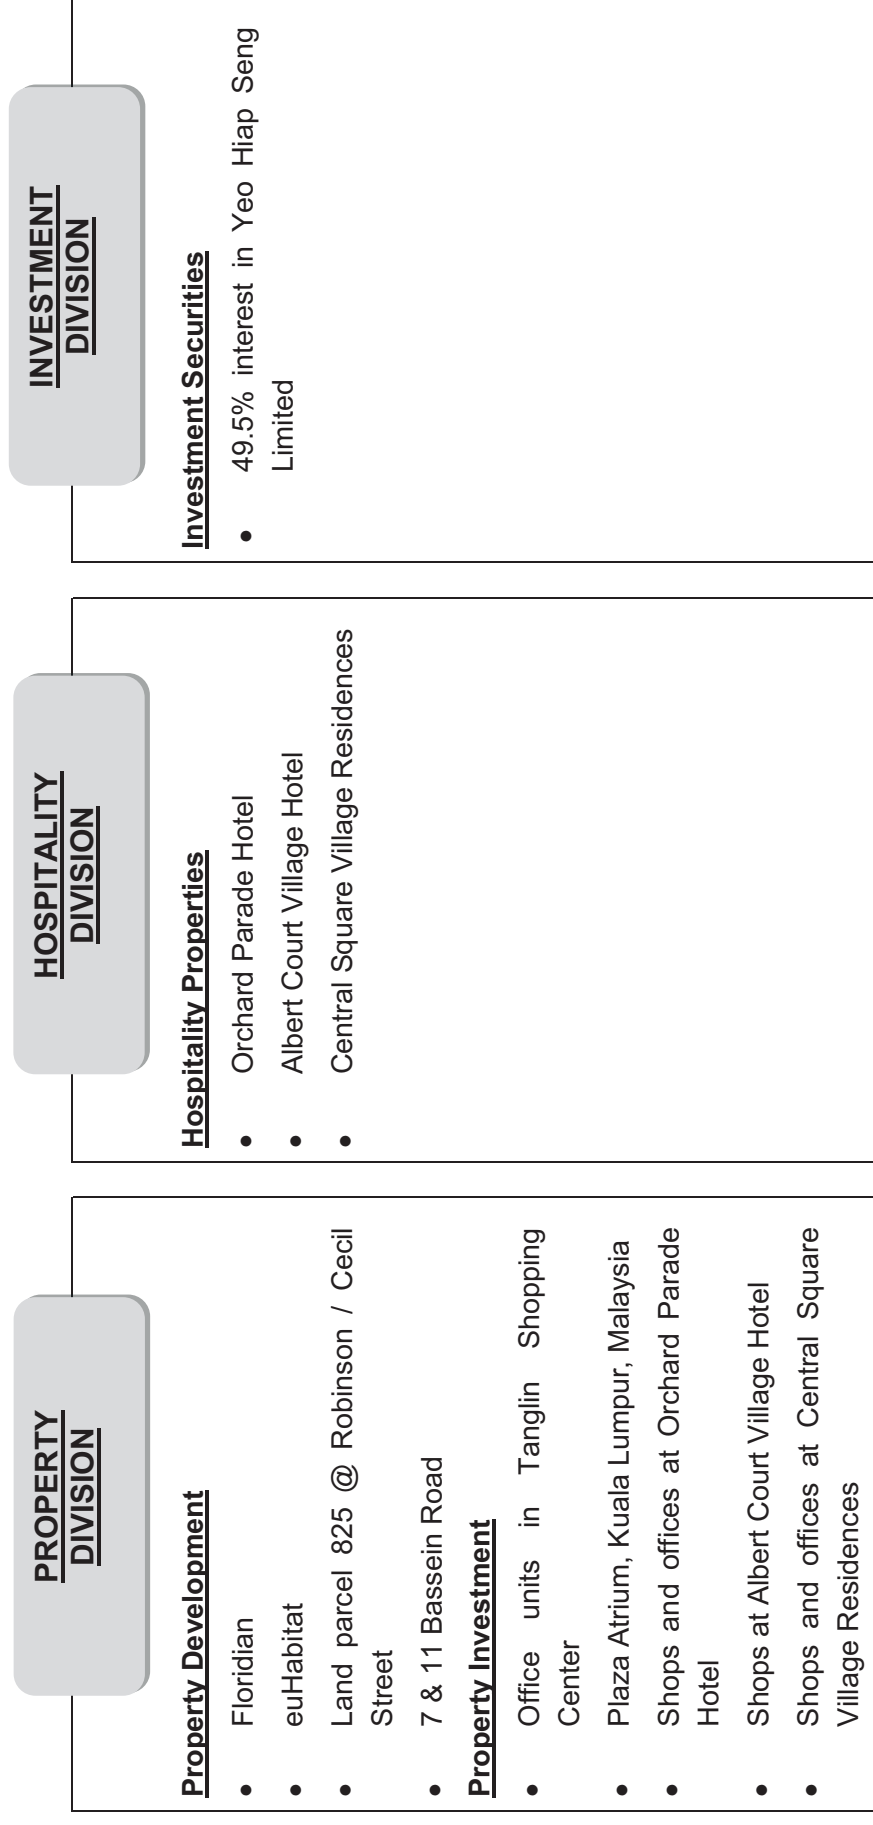 PROPERTY
DIVISION
Property Development
● Floridian
● euHabitat
● Land parcel 825 @ Robinson / Cecil
Street
● 7 & 11 Bassein Road
Property Investment
● Office units in Tanglin Shopping
Center
● Plaza Atrium, Kuala Lumpur, Malaysia
● Shops and offices at Orchard Parade
Hotel
● Shops at Albert Court Village Hotel
● Shops and offices at Central Square
Village Residences
HOSPITALITY
DIVISION
Hospitality Properties
● Orchard Parade Hotel
● Albert Court Village Hotel
● Central Square Village Residences
INVESTMENT
DIVISION
Investment Securities
● 49.5% interest in Yeo Hiap Seng
Limited